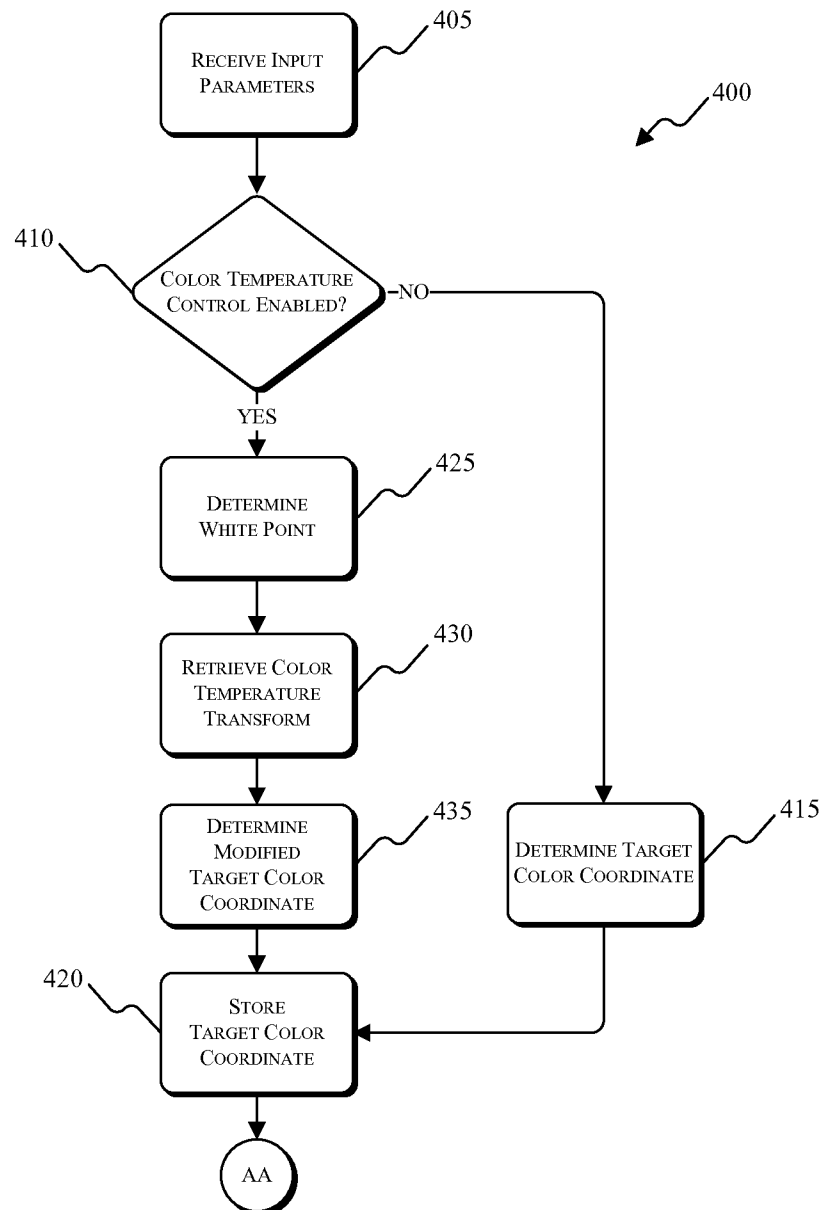 405
RECEIVE INPUT
PARAMETERS
400
410
COLOR TEMPERATURE
CONTROL ENABLED?
NO
YES
425
DETERMINE
WHITE POINT
430
RETRIEVE COLOR
TEMPERATURE
TRANSFORM
435
DETERMINE
MODIFIED
TARGET COLOR
COORDINATE
415
DETERMINE TARGET
COLOR COORDINATE
420
STORE
TARGET COLOR
COORDINATE
AA